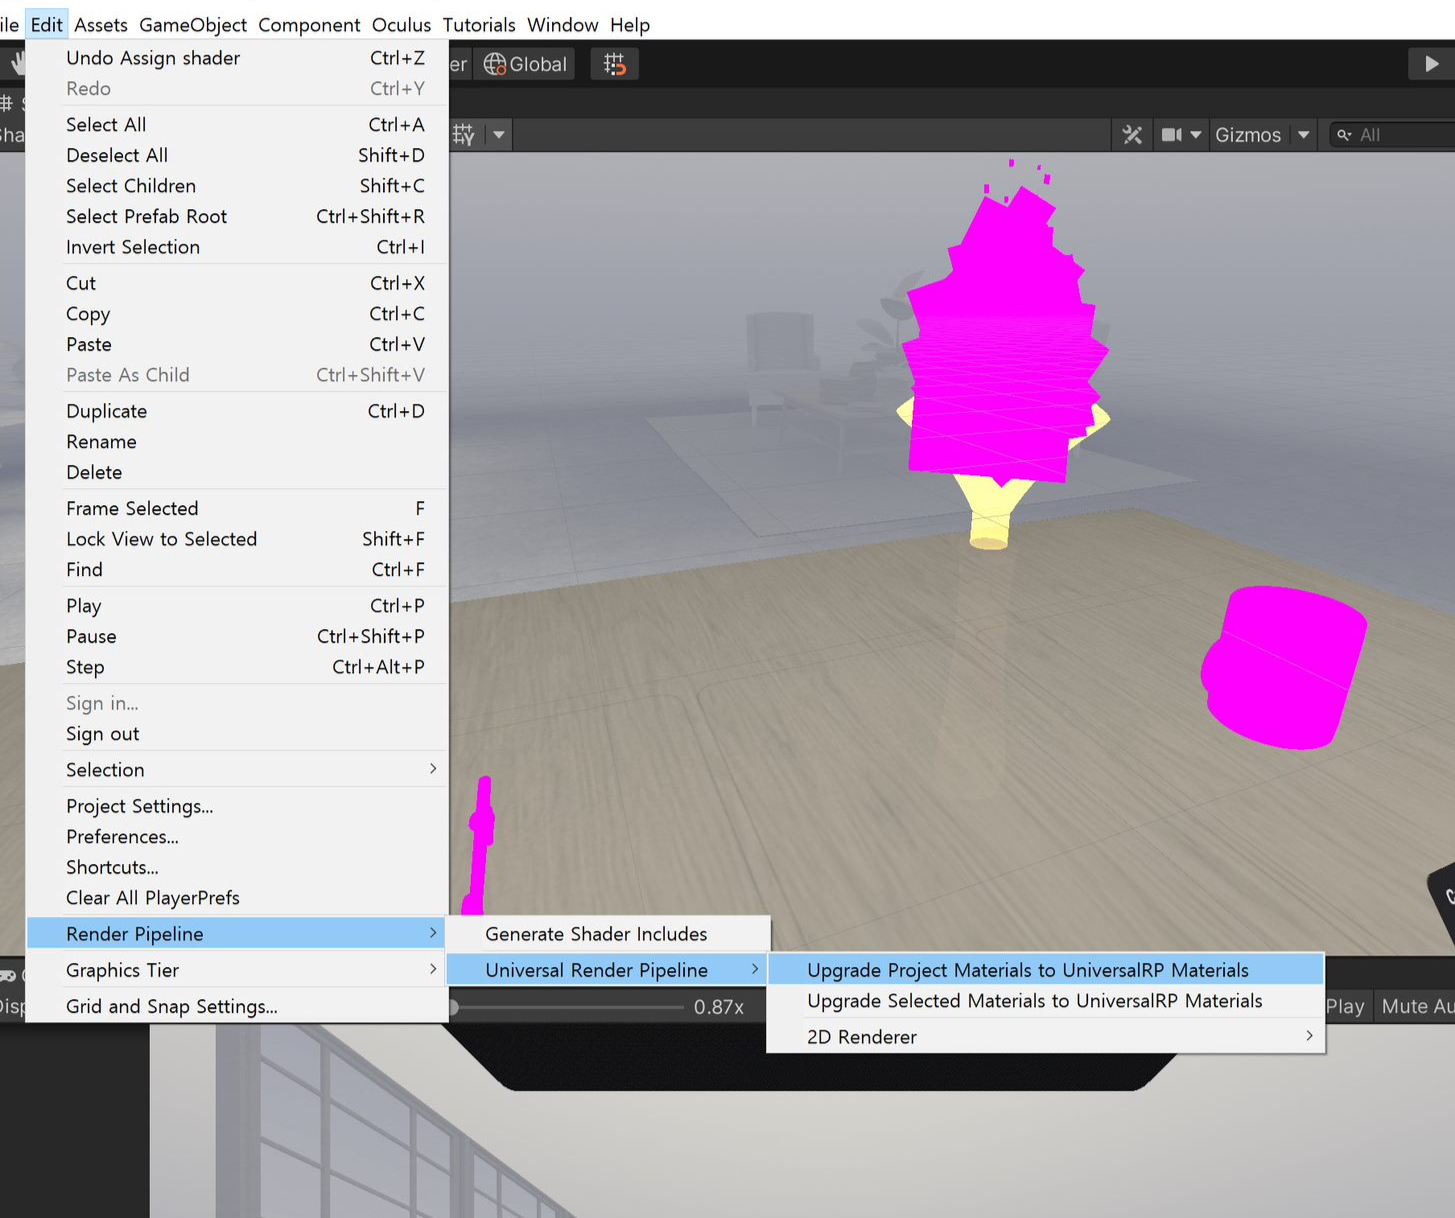 ile Edit Assets GameObject Component Oculus Tutorials Window Help
er Global
Sha
Gizmos All
Undo Assign shader Ctrl+Z
Redo Ctrl+Y
Select All Ctrl+A
Deselect All Shift+D
Select Children Shift+C
Select Prefab Root Ctrl+Shift+R
Invert Selection Ctrl+I
Cut Ctrl+X
Copy Ctrl+C
Paste Ctrl+V
Paste As Child Ctrl+Shift+V
Duplicate Ctrl+D
Rename
Delete
Frame Selected F
Lock View to Selected Shift+F
Find Ctrl+F
Play Ctrl+P
Pause Ctrl+Shift+P
Step Ctrl+Alt+P
Sign in...
Sign out
Selection
Project Settings...
Preferences...
Shortcuts...
Clear All PlayerPrefs
Render Pipeline
Generate Shader Includes
Graphics Tier
Universal Render Pipeline
Upgrade Project Materials to UniversalRP Materials
Upgrade Selected Materials to UniversalRP Materials
2D Renderer
Grid and Snap Settings...
Disp 0.87x Play Mute Au